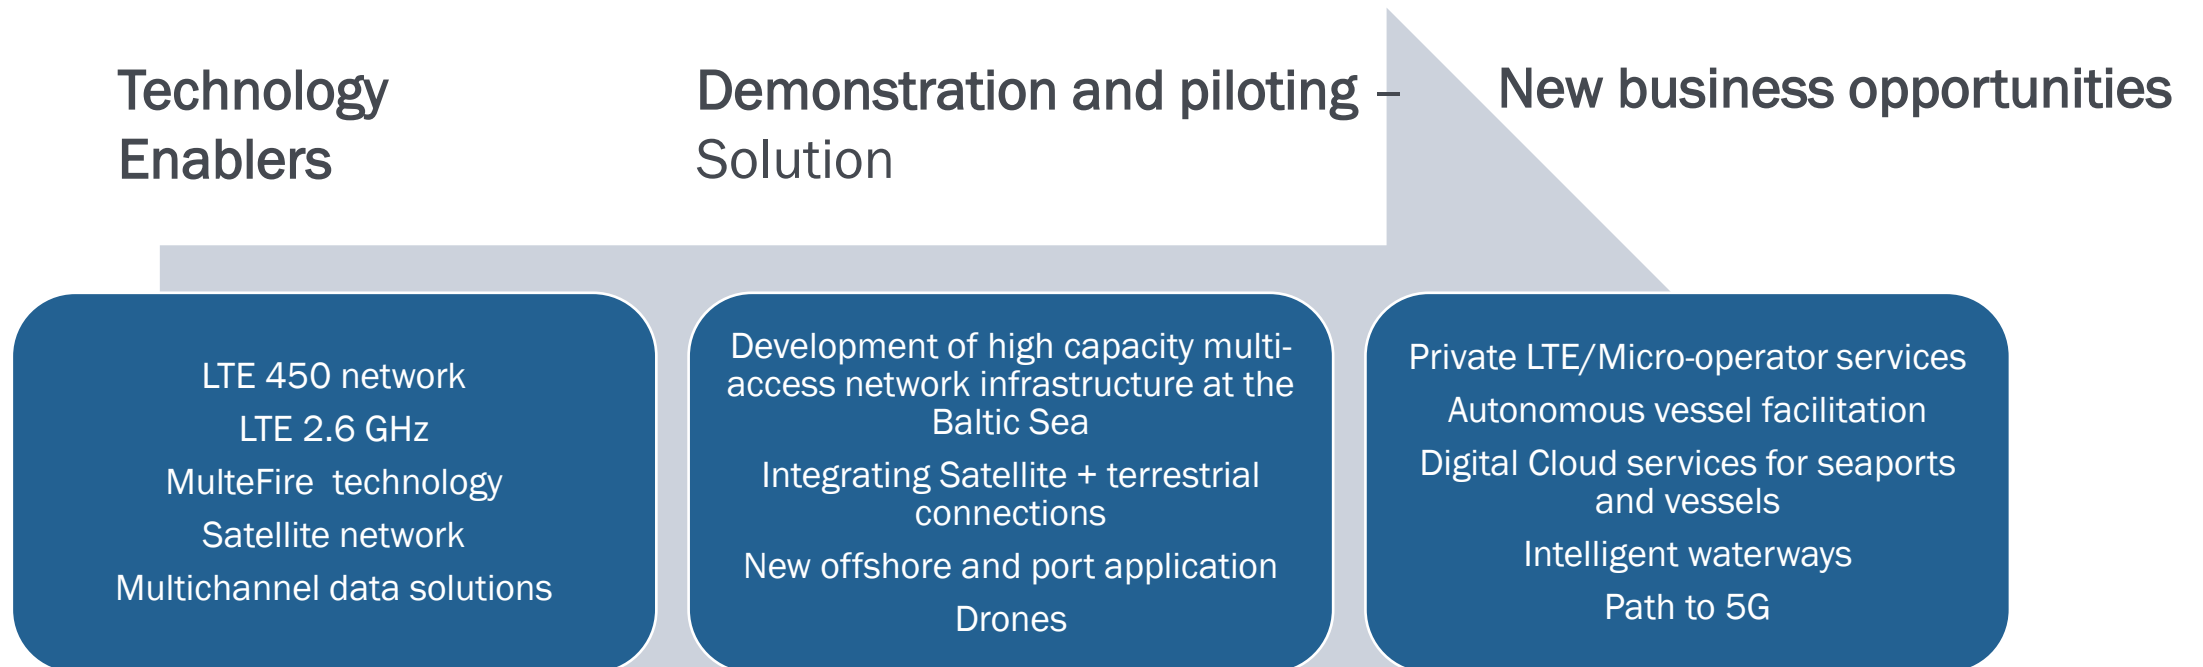 Technology
Enablers
Demonstration and piloting –
Solution
New business opportunities
LTE 450 network
LTE 2.6 GHz
MulteFire  technology
Satellite network
Multichannel data solutions
Development of high capacity multi-
access network infrastructure at the
Baltic Sea
Integrating Satellite + terrestrial
connections
New offshore and port application
Drones
Private LTE/Micro-operator services
Autonomous vessel facilitation
Digital Cloud services for seaports
and vessels
Intelligent waterways
Path to 5G